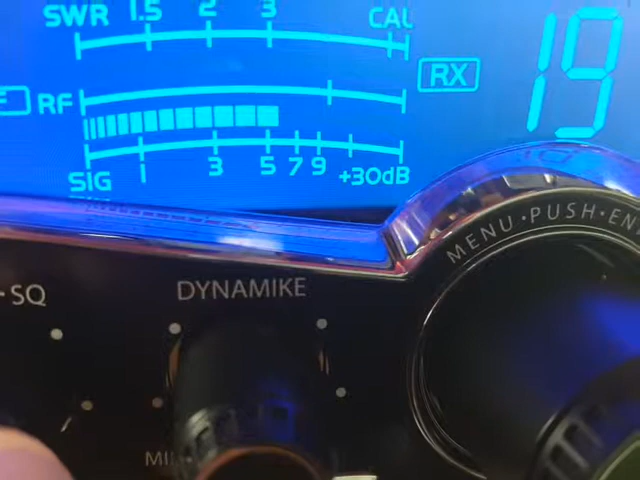 SWR 1.5 2 3 CAL
19
RX
RF
SIG 1 3 5 7 9 +30dB
MENU·PUSH·EN
SQ
DYNAMIKE